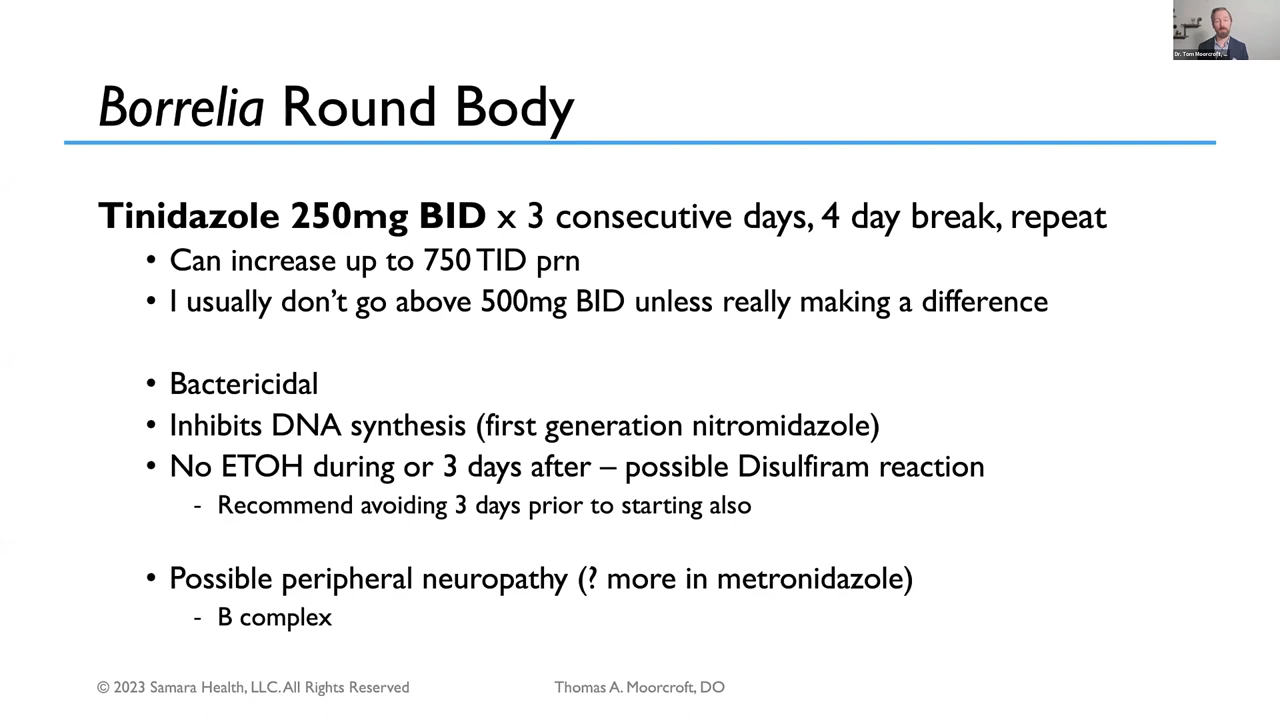 Dr. Tom Moorcroft, ...
Borrelia Round Body
Tinidazole 250mg BID x 3 consecutive days, 4 day break, repeat
• Can increase up to 750 TID prn
• I usually don't go above 500mg BID unless really making a difference
• Bactericidal
• Inhibits DNA synthesis (first generation nitromidazole)
• No ETOH during or 3 days after – possible Disulfiram reaction
- Recommend avoiding 3 days prior to starting also
• Possible peripheral neuropathy (? more in metronidazole)
- B complex
© 2023 Samara Health, LLC. All Rights Reserved
Thomas A. Moorcroft, DO